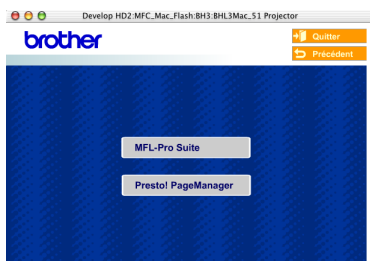 Develop HD2:MFC_Mac_Flash:BH3:BHL3Mac_51 Projector
brother
Quitter
Précédent
MFL-Pro Suite
Presto! PageManager